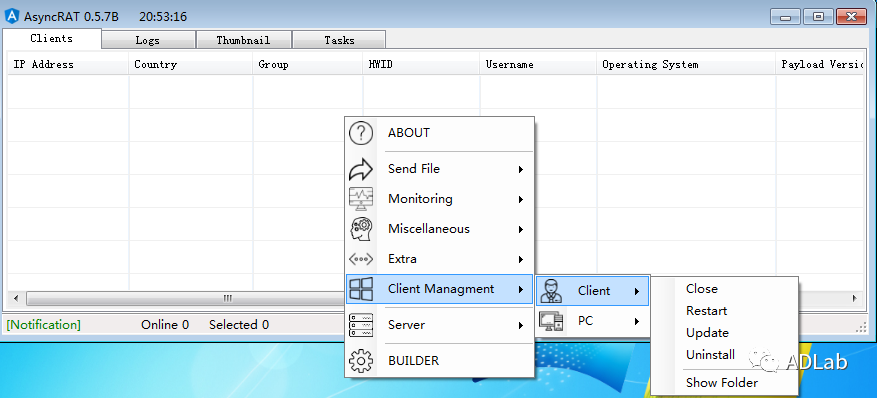 AsyncRAT 0.5.7B 20:53:16
Clients Logs Thumbnail Tasks
IP Address Country Group HWID Username Operating System Payload Versio
ABOUT
Send File
Monitoring
Miscellaneous
Extra
Client Managment
Client
PC
Close
Restart
Update
Uninstall
Show Folder
[Notification] Online 0 Selected 0
Server
BUILDER
ADLab